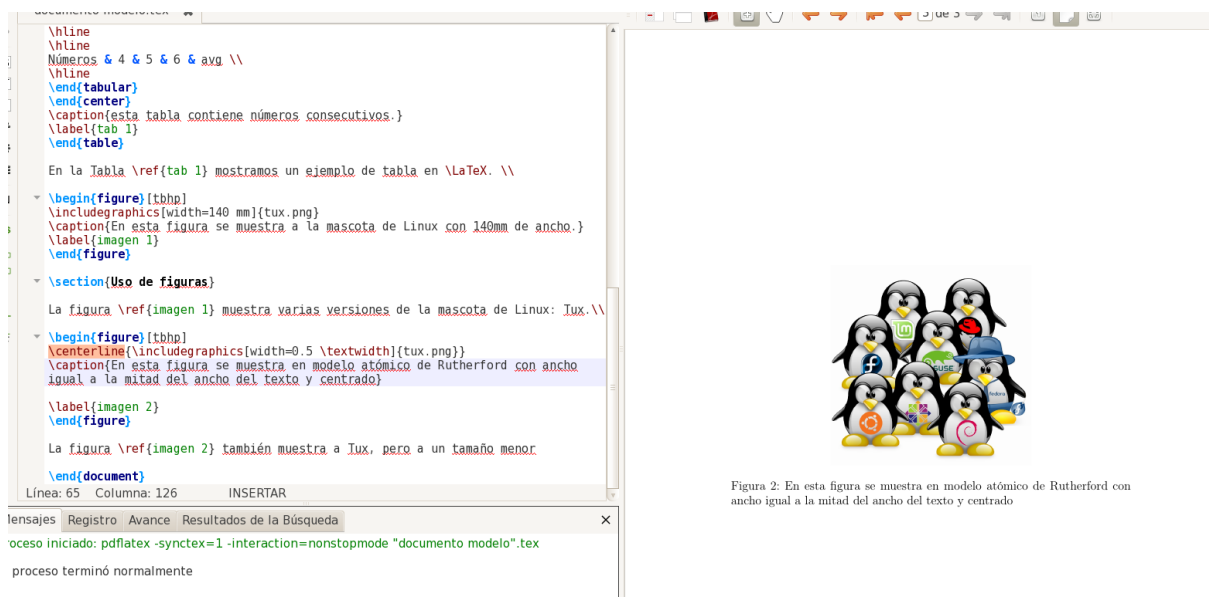 documento modelo.tex
\hline
\hline
Números & 4 & 5 & 6 & avg \\
\hline
\end{tabular}
\end{center}
\caption{esta tabla contiene números consecutivos.}
\label{tab 1}
\end{table}
En la Tabla \ref{tab 1} mostramos un ejemplo de tabla en \LaTeX. \\
\begin{figure}[tbhp]
\includegraphics[width=140 mm]{tux.png}
\caption{En esta figura se muestra a la mascota de Linux con 140mm de ancho.}
\label{imagen 1}
\end{figure}
\section{Uso de figuras}
La figura \ref{imagen 1} muestra varias versiones de la mascota de Linux: Tux.\\
\begin{figure}[tbhp]
\centerline{\includegraphics[width=0.5 \textwidth]{tux.png}}
\caption{En esta figura se muestra en modelo atómico de Rutherford con ancho
igual a la mitad del ancho del texto y centrado}
\label{imagen 2}
\end{figure}
La figura \ref{imagen 2} también muestra a Tux, pero a un tamaño menor
\end{document}
Línea: 65 Columna: 126 INSERTAR
Mensajes Registro Avance Resultados de la Búsqueda
roceso iniciado: pdflatex -synctex=1 -interaction=nonstopmode "documento modelo".tex
proceso terminó normalmente
3 de 3
SUSE
fedora
Figura 2: En esta figura se muestra en modelo atómico de Rutherford con
ancho igual a la mitad del ancho del texto y centrado